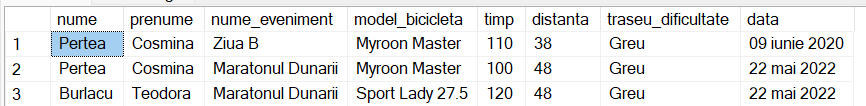 nume prenume nume_eveniment model_bicicleta timp distanta traseu_dificultate data
1 Pertea Cosmina Ziua B Myroon Master 110 38 Greu 09 iunie 2020
2 Pertea Cosmina Maratonul Dunarii Myroon Master 100 48 Greu 22 mai 2022
3 Burlacu Teodora Maratonul Dunarii Sport Lady 27.5 120 48 Greu 22 mai 2022